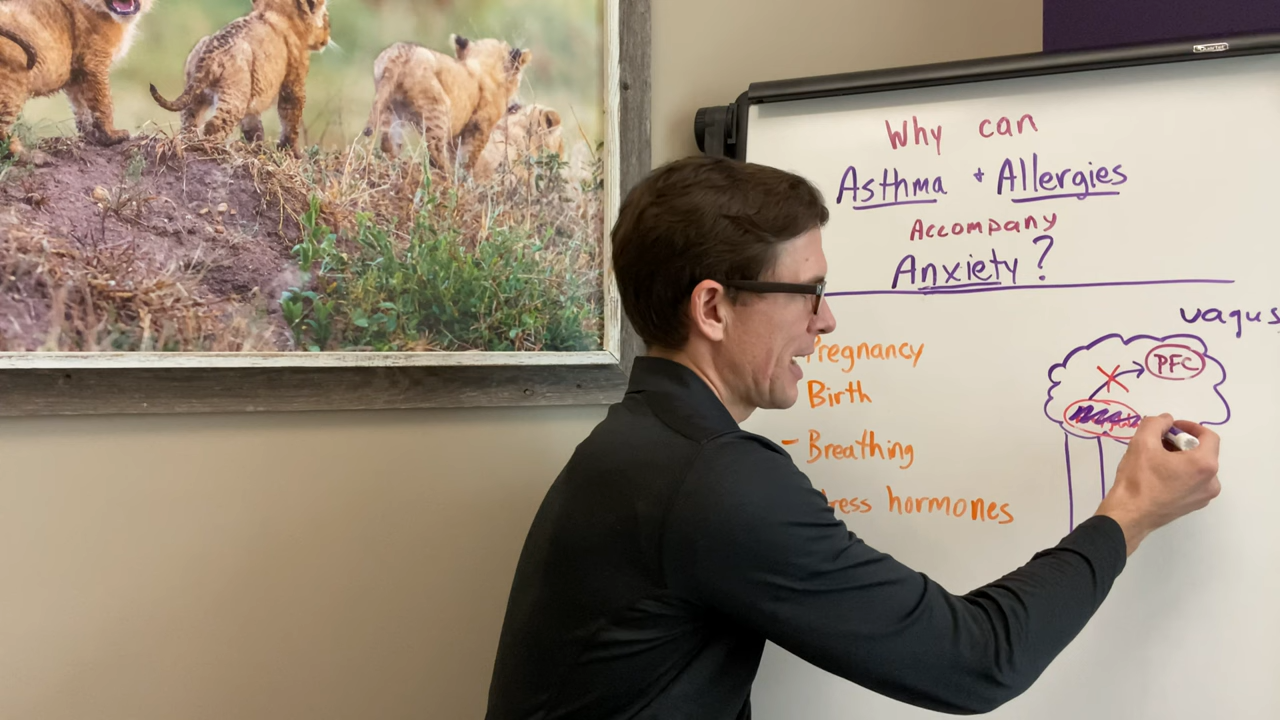 Why can
Asthma + Allergies
Accompany
Anxiety?
vagus
Pregnancy
PFC
Birth
- Breathing
hormones